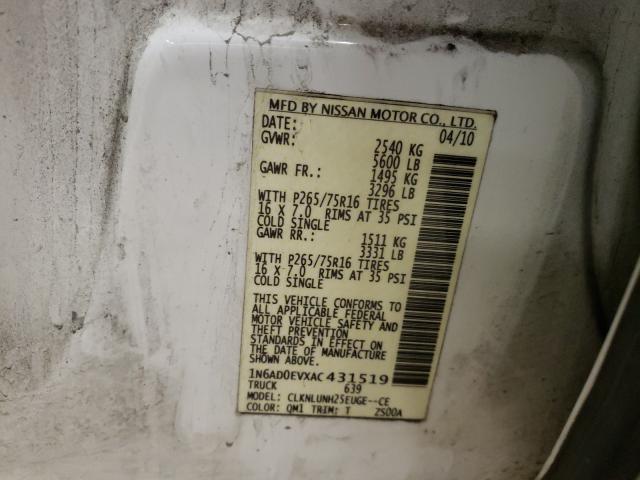 MFD BY NISSAN MOTOR CO., LTD.
DATE: 04/10
GVWR: 2540 KG
5600 LB
GAWR FR.: 1495 KG
3296 LB
WITH P265/75R16 TIRES
16 X 7.0 RIMS AT 35 PSI
COLD SINGLE
GAWR RR.: 1511 KG
3331 LB
WITH P265/75R16 TIRES
16 X 7.0 RIMS AT 35 PSI
COLD SINGLE
THIS VEHICLE CONFORMS TO
ALL APPLICABLE FEDERAL
MOTOR VEHICLE SAFETY AND
THEFT PREVENTION
STANDARDS IN EFFECT ON
THE DATE OF MANUFACTURE
SHOWN ABOVE.
1N6AD0EVXAC 431519
TRUCK 639
MODEL: CLKNLUNH25EUGE--CE
COLOR: QM1 TRIM: T ZS00A